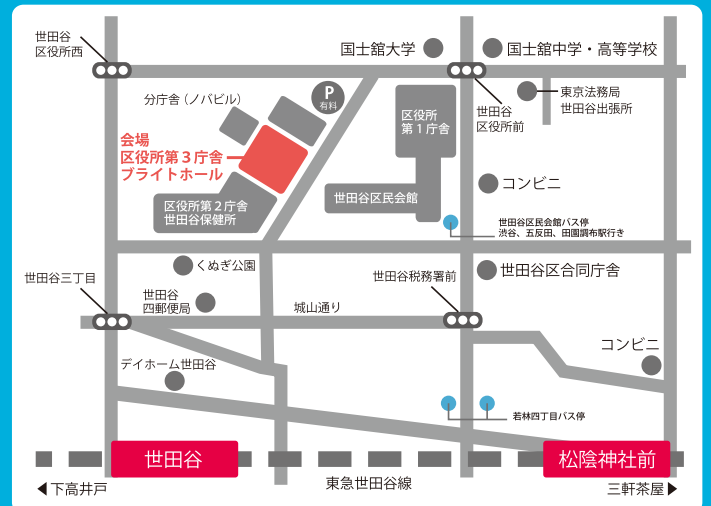 世田谷
区役所西
国士舘大学
国士舘中学・高等学校
分庁舎（ノバビル）
P
有料
区役所
第１庁舎
世田谷
区役所前
東京法務局
世田谷出張所
会場
区役所第３庁舎
ブライトホール
区役所第２庁舎
世田谷保健所
世田谷区民会館
コンビニ
世田谷区民会館バス停
渋谷、五反田、田園調布駅行き
くぬぎ公園
世田谷三丁目
世田谷
四郵便局
城山通り
世田谷税務署前
世田谷区合同庁舎
デイホーム世田谷
コンビニ
若林四丁目バス停
世田谷
松陰神社前
下高井戸
東急世田谷線
三軒茶屋